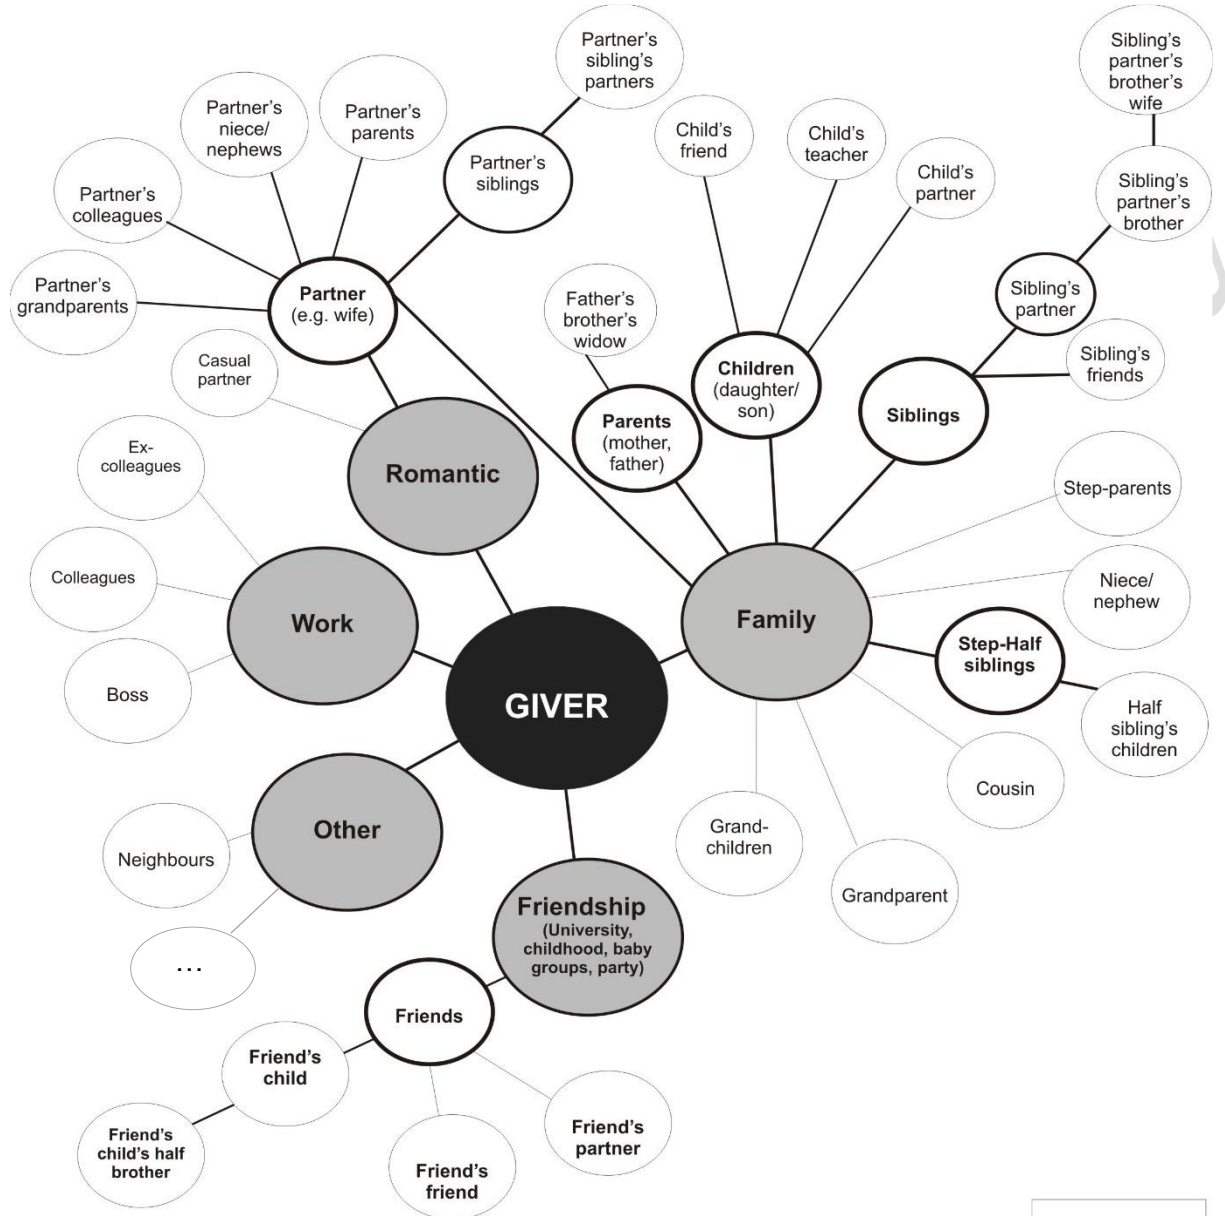 Partner's
sibling's
partners
Sibling's
partner's
brother's
wife
Partner's
niece/
nephews
Partner's
parents
Partner's
siblings
Child's
friend
Child's
teacher
Child's
partner
Sibling's
partner's
brother
Partner's
colleagues
Partner's
grandparents
Partner
(e.g. wife)
Father's
brother's
widow
Sibling's
partner
Casual
partner
Children
(daughter/
son)
Sibling's
friends
Parents
(mother,
father)
Siblings
Ex-
colleagues
Romantic
Step-parents
Colleagues
Work
Family
Niece/
nephew
Step-Half
siblings
Boss
GIVER
Half
sibling's
children
Cousin
Other
Neighbours
Grand-
children
Grandparent
Friendship
(University,
childhood, baby
groups, party)
...
Friends
Friend's
child
Friend's
child's half
brother
Friend's
partner
Friend's
friend